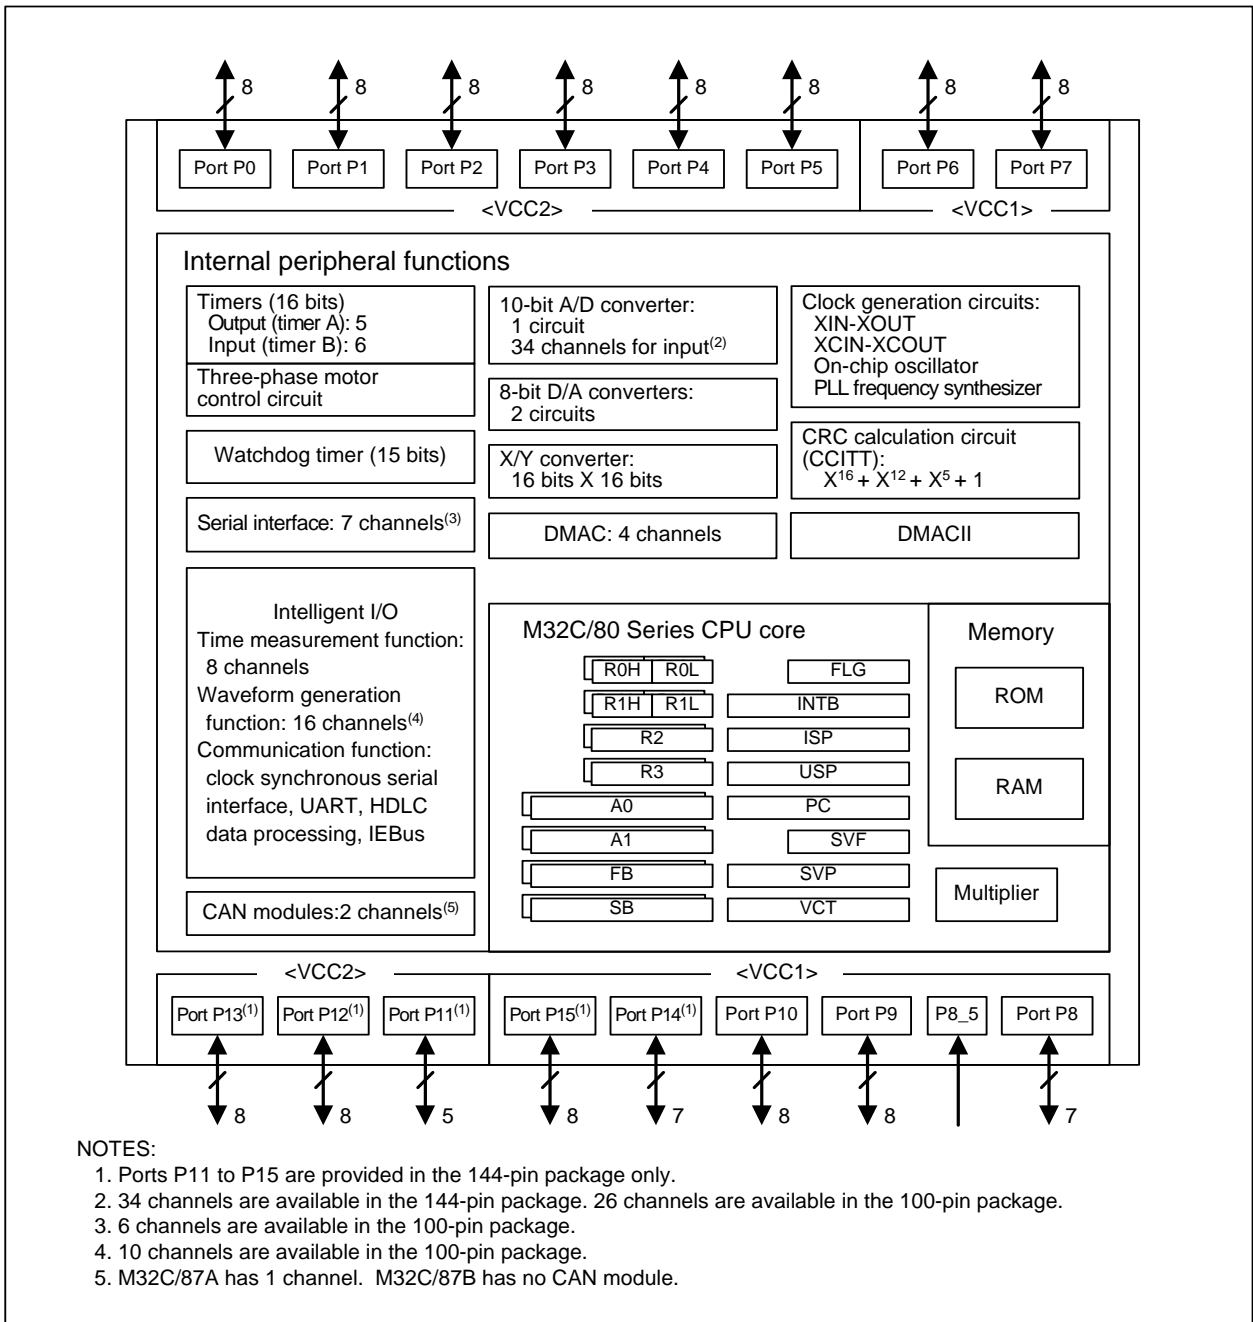 8 8 8 8 8 8 8 8
Port P0 Port P1 Port P2 Port P3 Port P4 Port P5 Port P6 Port P7
<VCC2> <VCC1>
Internal peripheral functions
Timers (16 bits)
Output (timer A): 5
Input (timer B): 6
Three-phase motor
control circuit
Watchdog timer (15 bits)
Serial interface: 7 channels(3)
Intelligent I/O
Time measurement function:
8 channels
Waveform generation
function: 16 channels(4)
Communication function:
clock synchronous serial
interface, UART, HDLC
data processing, IEBus
CAN modules:2 channels(5)
10-bit A/D converter:
1 circuit
34 channels for input(2)
8-bit D/A converters:
2 circuits
X/Y converter:
16 bits X 16 bits
DMAC: 4 channels
Clock generation circuits:
XIN-XOUT
XCIN-XCOUT
On-chip oscillator
PLL frequency synthesizer
CRC calculation circuit
(CCITT):
X16 + X12 + X5 + 1
DMACII
M32C/80 Series CPU core
R0H R0L FLG
R1H R1L INTB
R2 ISP
R3 USP
A0 PC
A1 SVF
FB SVP
SB VCT
Memory
ROM
RAM
Multiplier
<VCC2> <VCC1>
Port P13(1) Port P12(1) Port P11(1) Port P15(1) Port P14(1) Port P10 Port P9 P8_5 Port P8
8 8 5 8 7 8 8 7
NOTES:
1. Ports P11 to P15 are provided in the 144-pin package only.
2. 34 channels are available in the 144-pin package. 26 channels are available in the 100-pin package.
3. 6 channels are available in the 100-pin package.
4. 10 channels are available in the 100-pin package.
5. M32C/87A has 1 channel. M32C/87B has no CAN module.